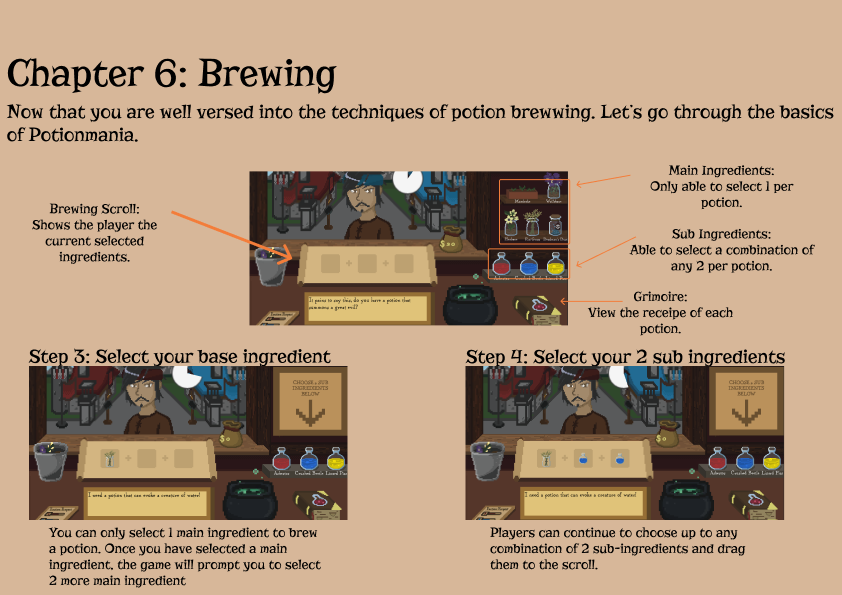 Chapter 6: Brewing
Now that you are well versed into the techniques of potion brewwing. Let's go through the basics
of Potionmania.
Brewing Scroll:
Shows the player the
current selected
ingredients.
Main Ingredients:
Only able to select 1 per
potion.
Sub Ingredients:
Able to select a combination of
any 2 per potion.
Grimoire:
View the receipe of each
potion.
It pains to say this, do you have a potion that
summons a great evil?
Step 3: Select your base ingredient
CHOOSE 2 SUB
INGREDIENTS
BELOW
I need a potion that can evoke a creature of water!
You can only select 1 main ingredient to brew
a potion. Once you have selected a main
ingredient, the game will prompt you to select
2 more main ingredient
Step 4: Select your 2 sub ingredients
CHOOSE 2 SUB
INGREDIENTS
BELOW
I need a potion that can evoke a creature of water!
Players can continue to choose up to any
combination of 2 sub-ingredients and drag
them to the scroll.